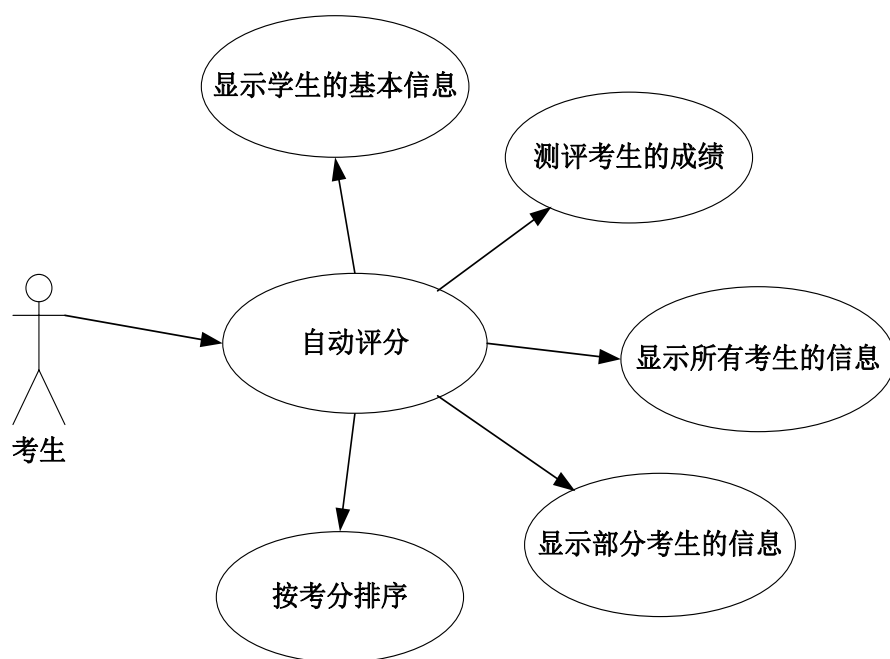 显示学生的基本信息
测评考生的成绩
自动评分
显示所有考生的信息
考生
显示部分考生的信息
按考分排序